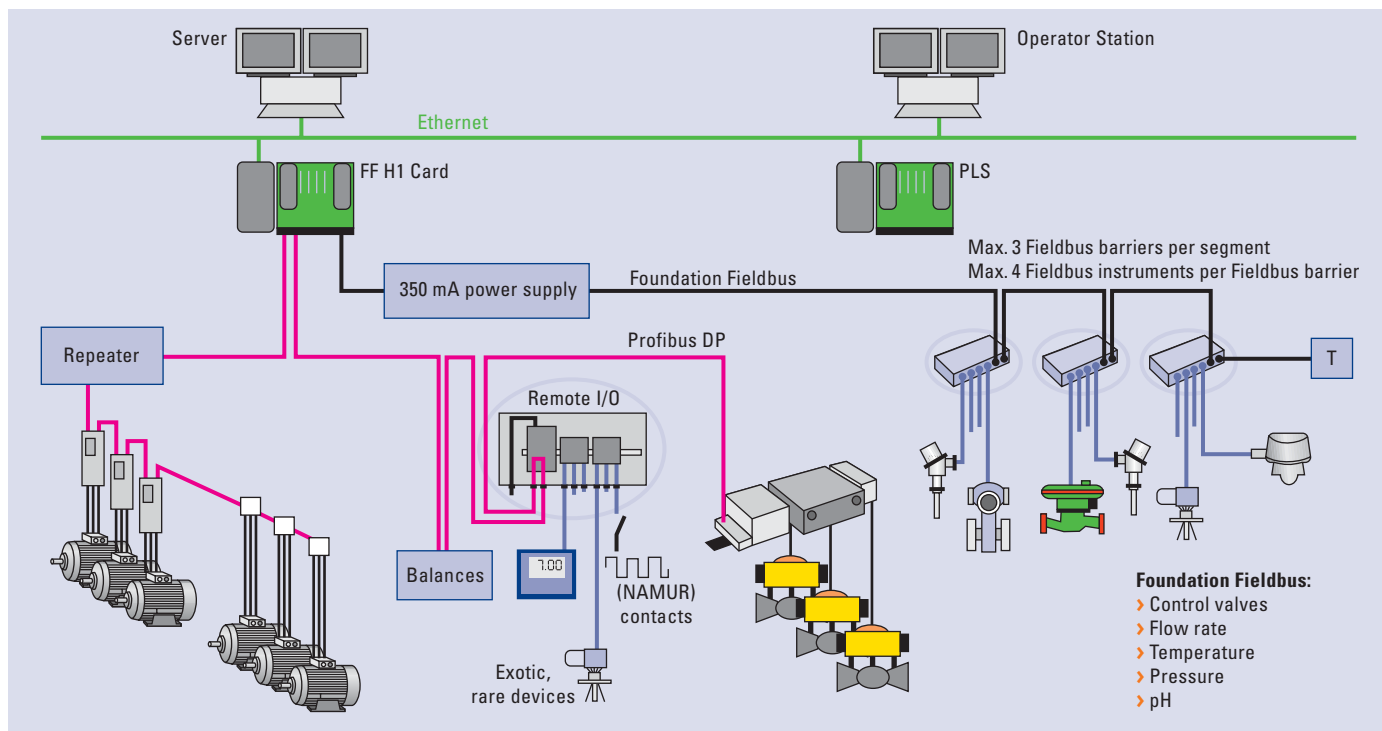 Server
Operator Station
Ethernet
FF H1 Card
PLS
Max. 3 Fieldbus barriers per segment
Max. 4 Fieldbus instruments per Fieldbus barrier
350 mA power supply
Foundation Fieldbus
Repeater
Profibus DP
T
Remote I/O
Balances
7.00
(NAMUR)
contacts
Exotic,
rare devices
Foundation Fieldbus:
› Control valves
› Flow rate
› Temperature
› Pressure
› pH